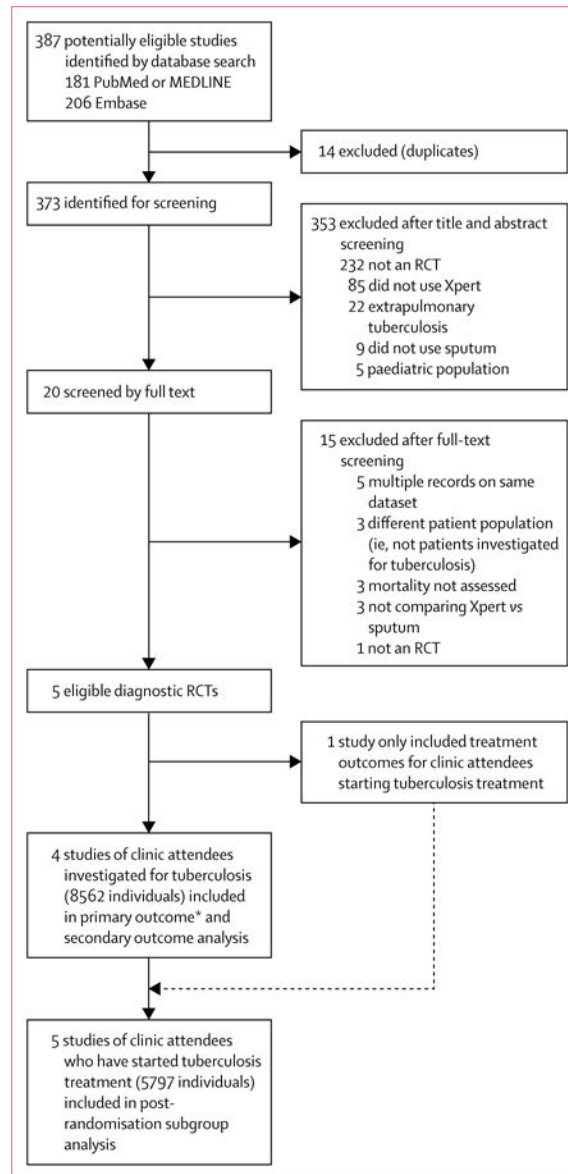 387 potentially eligible studies
identified by database search
181 PubMed or MEDLINE
206 Embase
14 excluded (duplicates)
373 identified for screening
353 excluded after title and abstract
screening
232 not an RCT
85 did not use Xpert
22 extrapulmonary
tuberculosis
9 did not use sputum
5 paediatric population
20 screened by full text
15 excluded after full-text
screening
5 multiple records on same
dataset
3 different patient population
(ie, not patients investigated
for tuberculosis)
3 mortality not assessed
3 not comparing Xpert vs
sputum
1 not an RCT
5 eligible diagnostic RCTs
1 study only included treatment
outcomes for clinic attendees
starting tuberculosis treatment
4 studies of clinic attendees
investigated for tuberculosis
(8562 individuals) included
in primary outcome* and
secondary outcome analysis
5 studies of clinic attendees
who have started tuberculosis
treatment (5797 individuals)
included in post-
randomisation subgroup
analysis